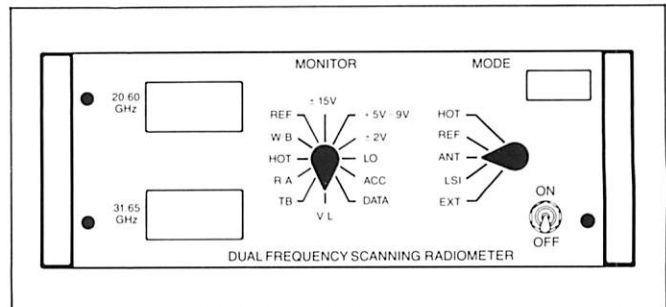 MONITOR
MODE
20.60
GHz
± 15V
REF
+ 5V -9V
W B
± 2V
HOT
LO
R A
ACC
TB
DATA
V L
HOT
REF
ANT
LSI
EXT
31.65
GHz
ON
OFF
DUAL FREQUENCY SCANNING RADIOMETER